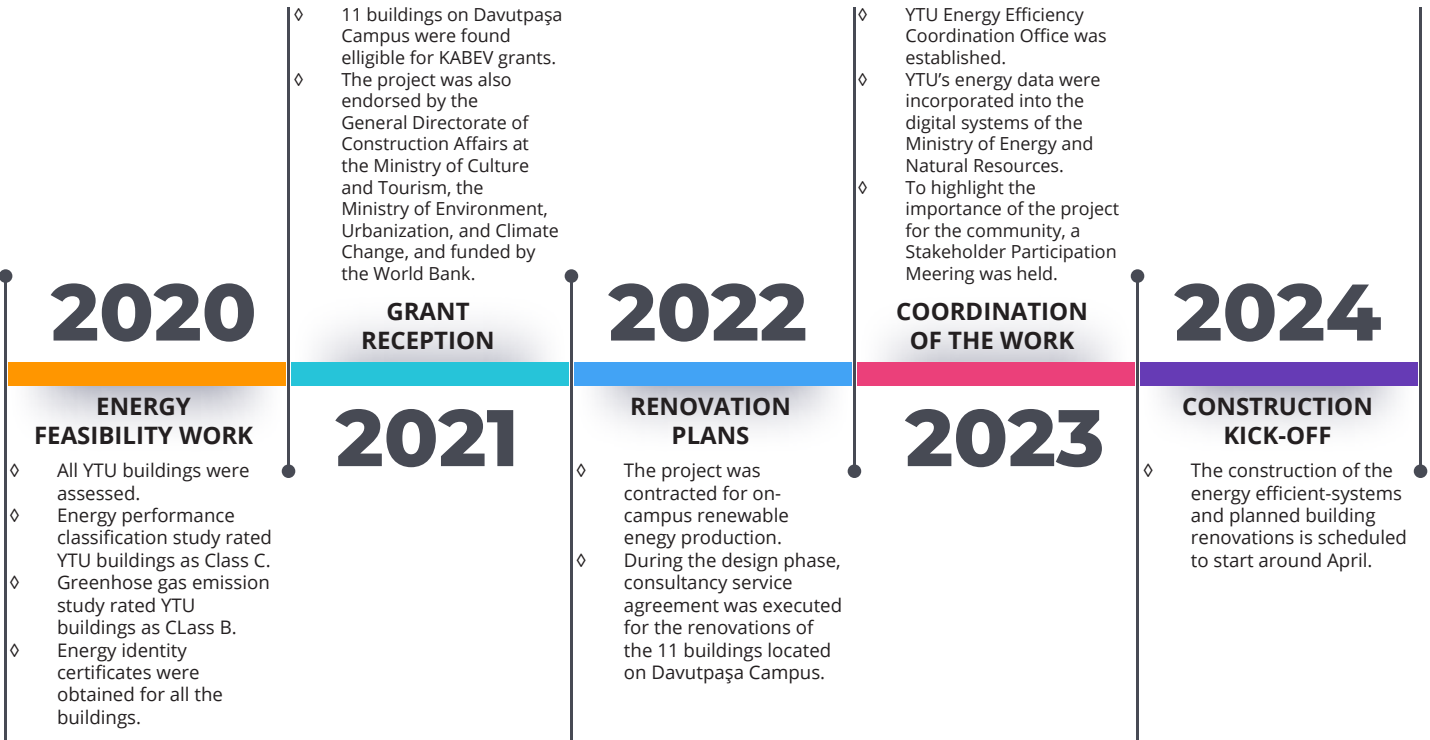 2020
ENERGY
FEASIBILITY WORK
◊ All YTU buildings were
assessed.
◊ Energy performance
classification study rated
YTU buildings as Class C.
◊ Greenhose gas emission
study rated YTU
buildings as CLass B.
◊ Energy identity
certificates were
obtained for all the
buildings.
◊ 11 buildings on Davutpaşa
Campus were found
elligible for KABEV grants.
◊ The project was also
endorsed by the
General Directorate of
Construction Affairs at
the Ministry of Culture
and Tourism, the
Ministry of Environment,
Urbanization, and Climate
Change, and funded by
the World Bank.
GRANT
RECEPTION
2021
2022
RENOVATION
PLANS
◊ The project was
contracted for on-
campus renewable
enegy production.
◊ During the design phase,
consultancy service
agreement was executed
for the renovations of
the 11 buildings located
on Davutpaşa Campus.
◊ YTU Energy Efficiency
Coordination Office was
established.
◊ YTU’s energy data were
incorporated into the
digital systems of the
Ministry of Energy and
Natural Resources.
◊ To highlight the
importance of the project
for the community, a
Stakeholder Participation
Meering was held.
COORDINATION
OF THE WORK
2023
2024
CONSTRUCTION
KICK-OFF
◊ The construction of the
energy efficient-systems
and planned building
renovations is scheduled
to start around April.